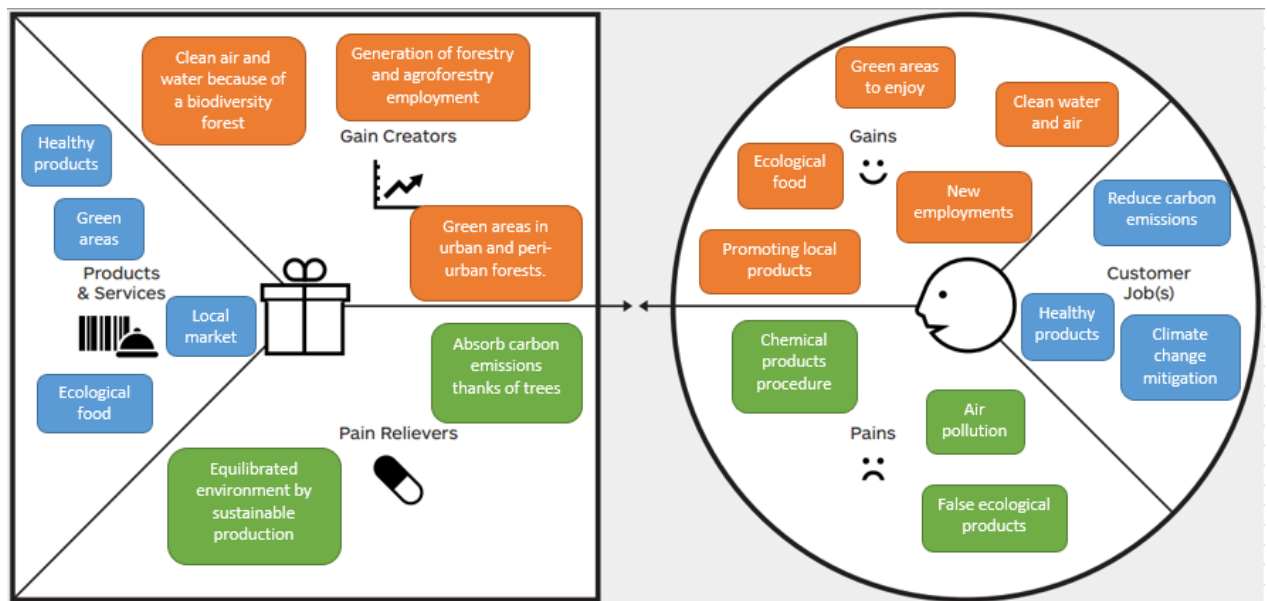 Clean air and
water because of
a biodiversity
forest
Generation of forestry
and agroforestry
employment
Gain Creators
Healthy
products
Green
areas
Products
& Services
Local
market
Ecological
food
Green areas in
urban and peri-
urban forests.
Absorb carbon
emissions
thanks of trees
Pain Relievers
Equilibrated
environment by
sustainable
production
Green areas
to enjoy
Clean water
and air
Gains
Ecological
food
New
employments
Promoting local
products
Reduce carbon
emissions
Customer
Job(s)
Healthy
products
Climate
change
mitigation
Chemical
products
procedure
Air
pollution
Pains
False ecological
products